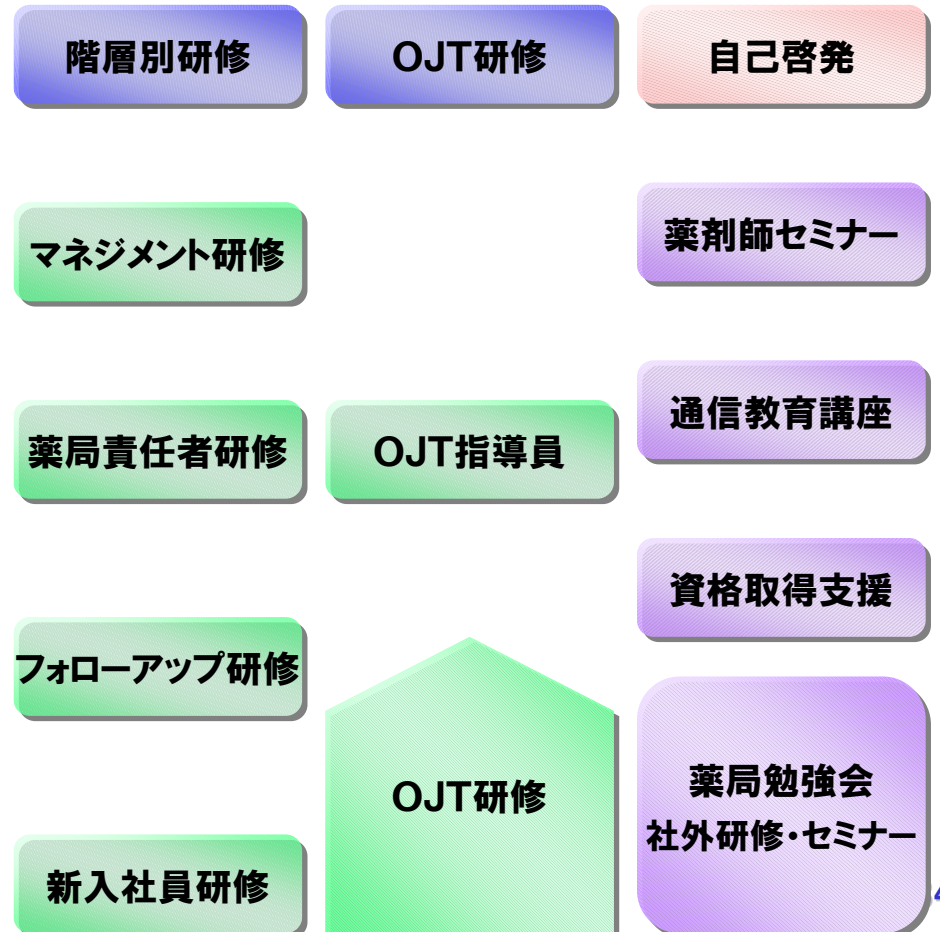 階層別研修
OJT研修
自己啓発
マネジメント研修
薬剤師セミナー
薬局責任者研修
OJT指導員
通信教育講座
資格取得支援
フォローアップ研修
OJT研修
薬局勉強会
社外研修・セミナー
新入社員研修